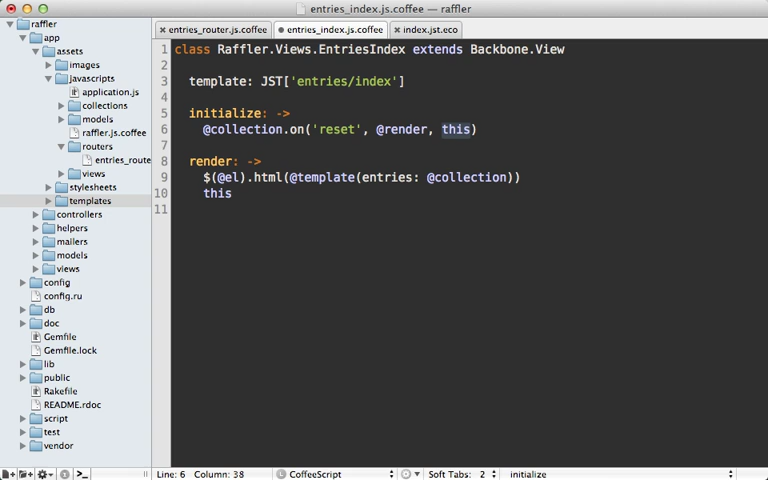 entries_index.js.coffee — raffler
raffler
app
assets
images
javascripts
application.js
collections
models
raffler.js.coffee
routers
entries_route
views
stylesheets
templates
controllers
helpers
mailers
models
views
config
config.ru
db
doc
Gemfile
Gemfile.lock
lib
public
Rakefile
README.rdoc
script
test
vendor
entries_router.js.coffee
entries_index.js.coffee
index.jst.eco
1 class Raffler.Views.EntriesIndex extends Backbone.View
2
3 template: JST['entries/index']
4
5 initialize: ->
6 @collection.on('reset', @render, this)
7
8 render: ->
9 $(@el).html(@template(entries: @collection))
10 this
11
Line: 6 Column: 38 CoffeeScript Soft Tabs: 2 initialize